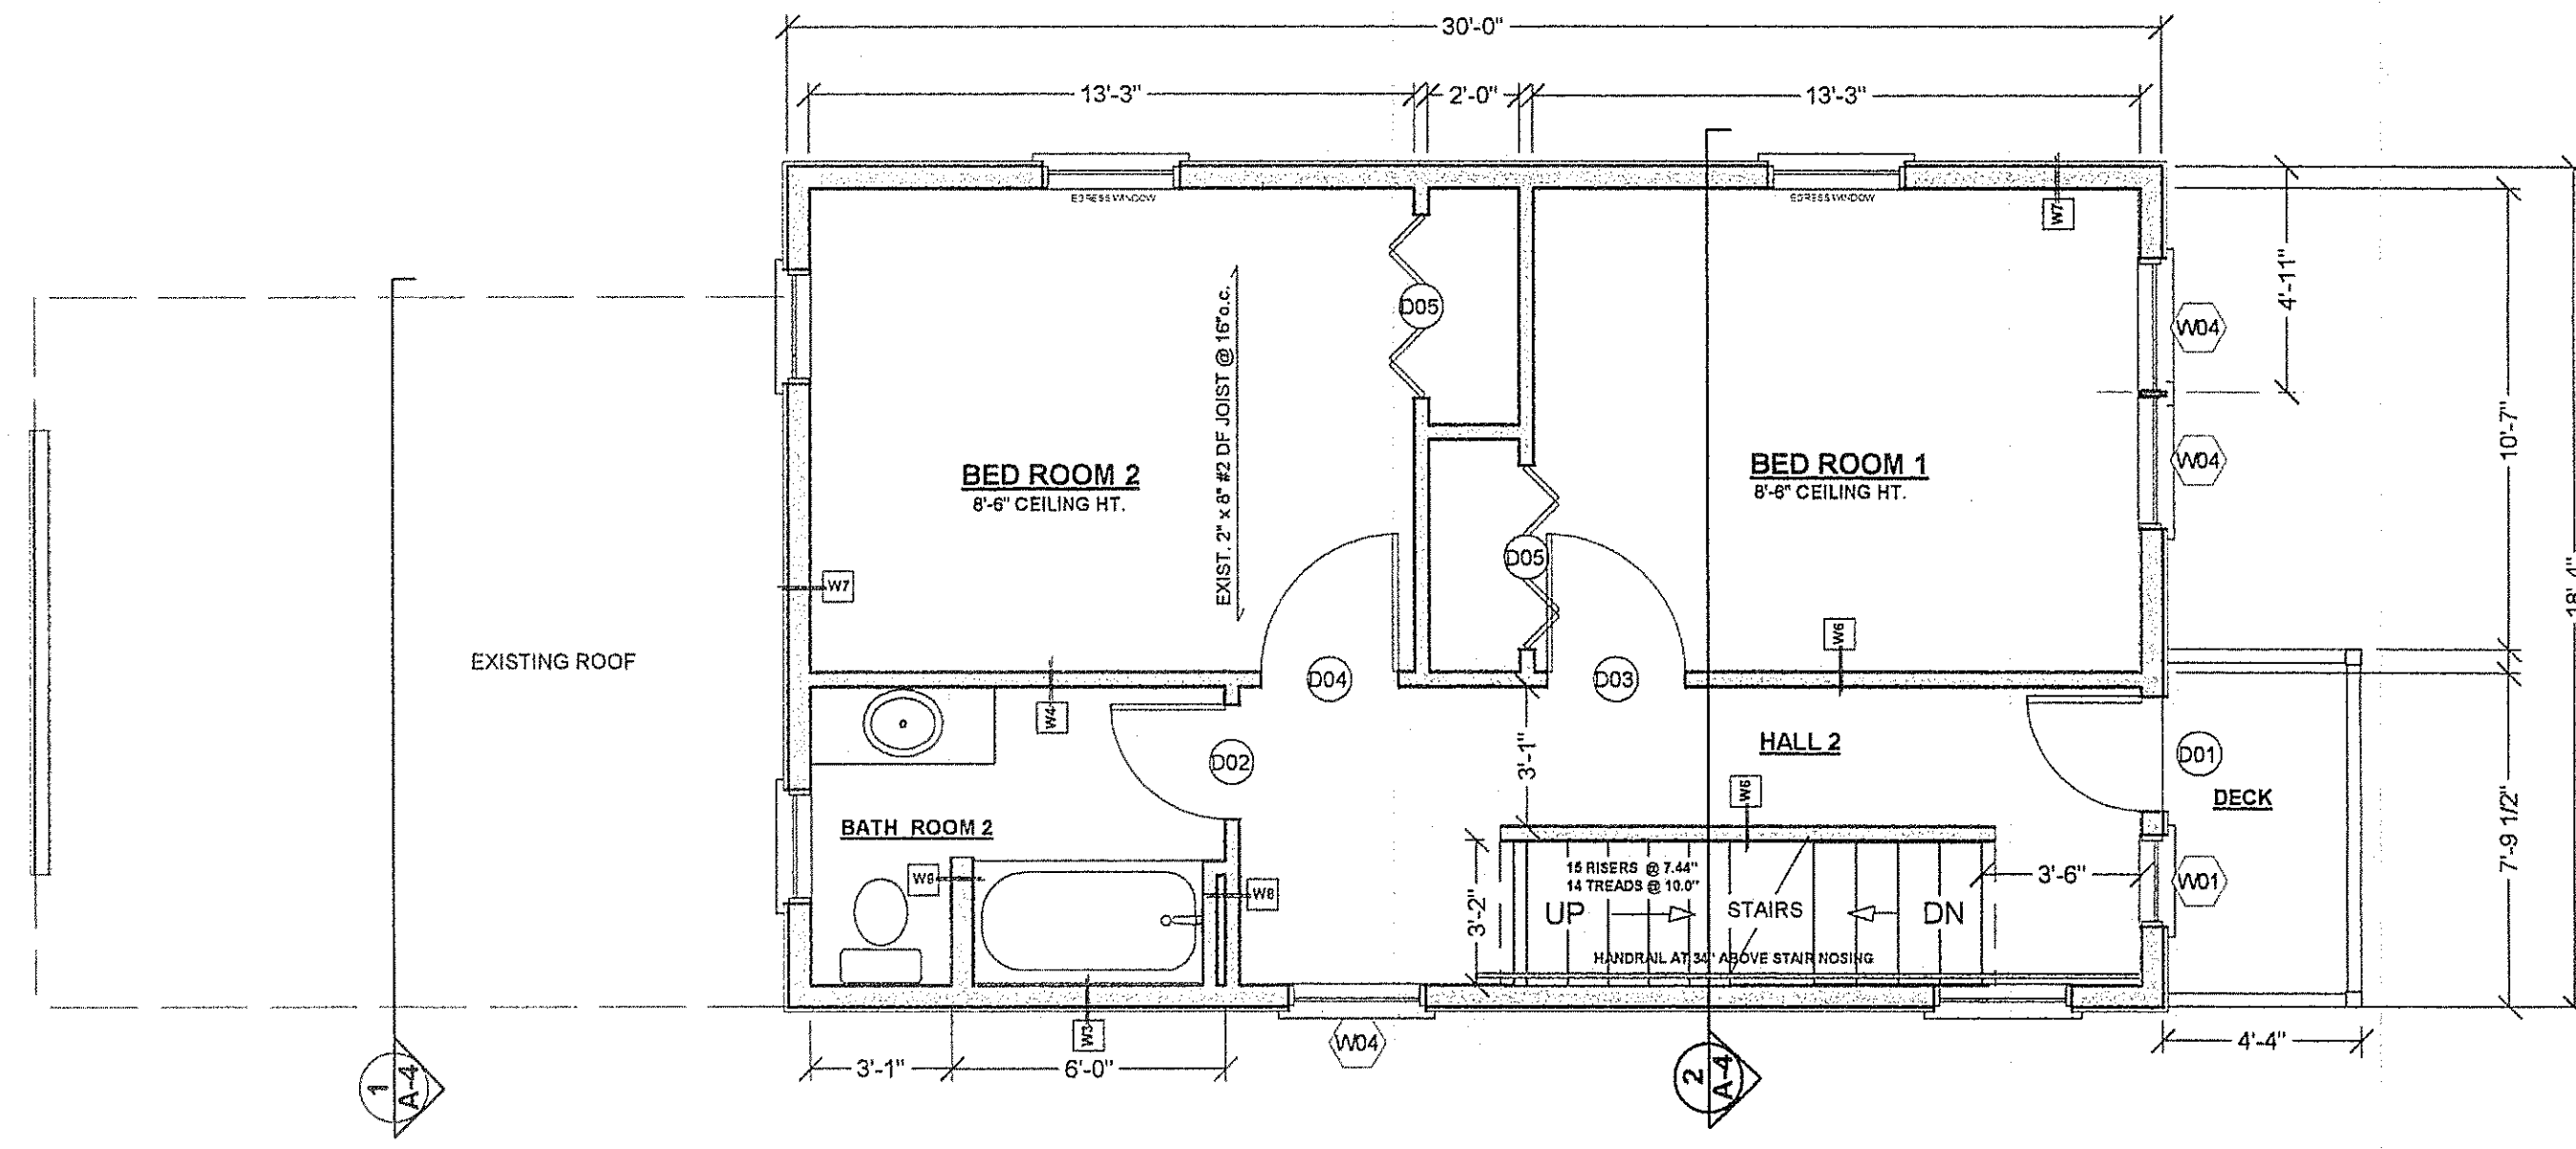 30'-0"
13'-3"
2'-0"
13'-3"
EGRESS WINDOW
EGRESS WINDOW
W7
4'-11"
10'-7"
18'-4"
EXIST. 2" x 8" #2 DF JOIST @ 16"o.c.
D05
W04
W04
BED ROOM 2
8'-6" CEILING HT.
BED ROOM 1
8'-6" CEILING HT.
D05
W7
W6
EXISTING ROOF
D04
D03
W4
3'-1"
HALL 2
D02
D01
DECK
7'-9 1/2"
BATH ROOM 2
W6
15 RISERS @ 7.44"
14 TREADS @ 10.0"
3'-6"
W01
W8
W8
3'-2"
UP
STAIRS
DN
HANDRAIL AT 34" ABOVE STAIR NOSING
W3
W04
3'-1"
6'-0"
4'-4"
1
A-4
2
A-4